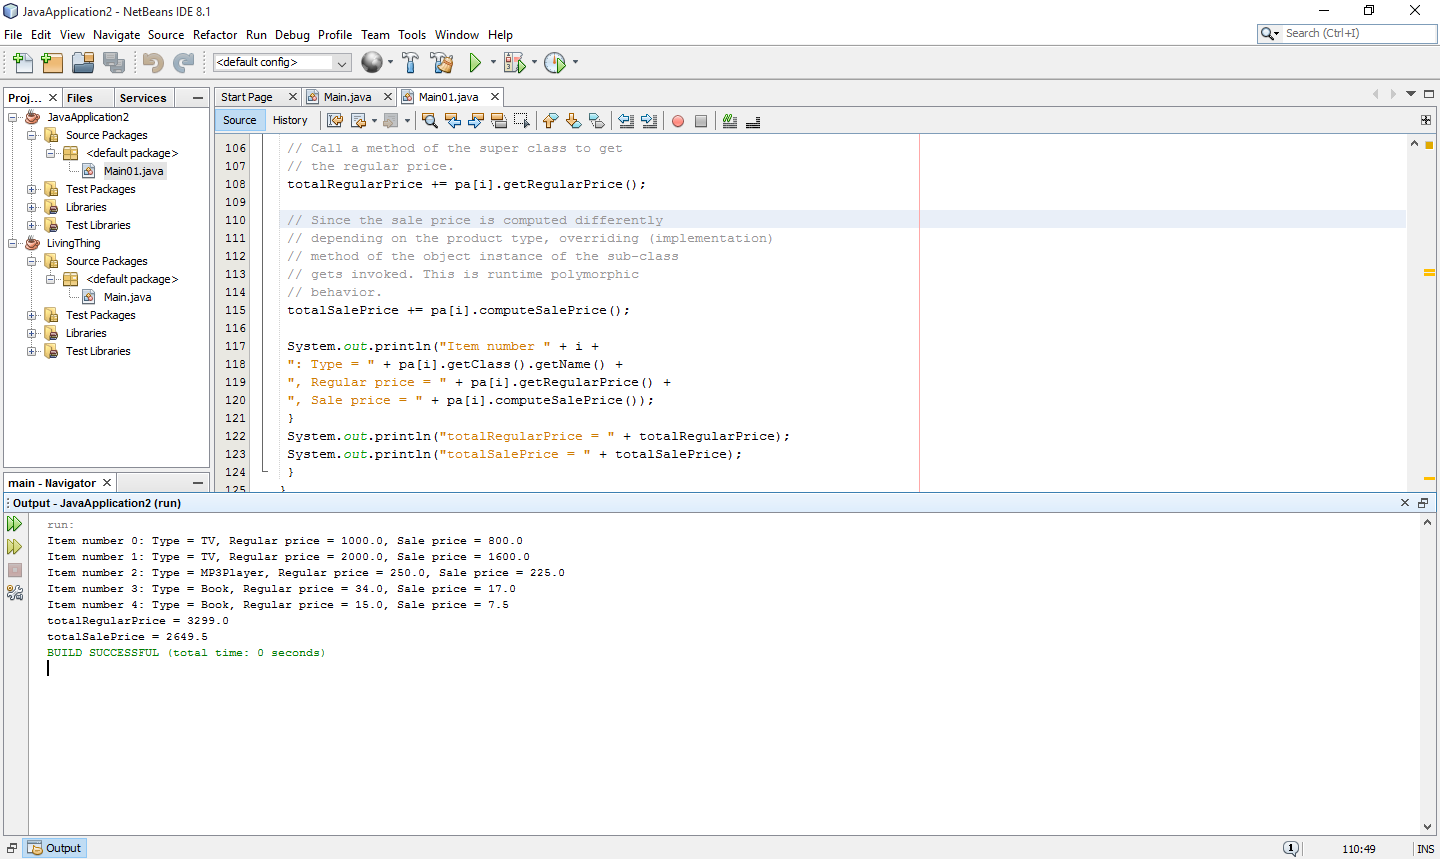 JavaApplication2 - NetBeans IDE 8.1
File Edit View Navigate Source Refactor Run Debug Profile Team Tools Window Help
Search (Ctrl+I)
<default config>
Proj... Files Services
JavaApplication2
Source Packages
<default package>
Main01.java
Test Packages
Libraries
Test Libraries
LivingThing
Source Packages
<default package>
Main.java
Test Packages
Libraries
Test Libraries
main - Navigator
Start Page Main.java Main01.java
Source History
106 // Call a method of the super class to get
107 // the regular price.
108 totalRegularPrice += pa[i].getRegularPrice();
109
110 // Since the sale price is computed differently
111 // depending on the product type, overriding (implementation)
112 // method of the object instance of the sub-class
113 // gets invoked. This is runtime polymorphic
114 // behavior.
115 totalSalePrice += pa[i].computeSalePrice();
116
117 System.out.println("Item number " + i +
118 ": Type = " + pa[i].getClass().getName() +
119 ", Regular price = " + pa[i].getRegularPrice() +
120 ", Sale price = " + pa[i].computeSalePrice());
121 }
122 System.out.println("totalRegularPrice = " + totalRegularPrice);
123 System.out.println("totalSalePrice = " + totalSalePrice);
124 }
125 }
Output - JavaApplication2 (run)
run:
Item number 0: Type = TV, Regular price = 1000.0, Sale price = 800.0
Item number 1: Type = TV, Regular price = 2000.0, Sale price = 1600.0
Item number 2: Type = MP3Player, Regular price = 250.0, Sale price = 225.0
Item number 3: Type = Book, Regular price = 34.0, Sale price = 17.0
Item number 4: Type = Book, Regular price = 15.0, Sale price = 7.5
totalRegularPrice = 3299.0
totalSalePrice = 2649.5
BUILD SUCCESSFUL (total time: 0 seconds)
Output
1 110:49 INS